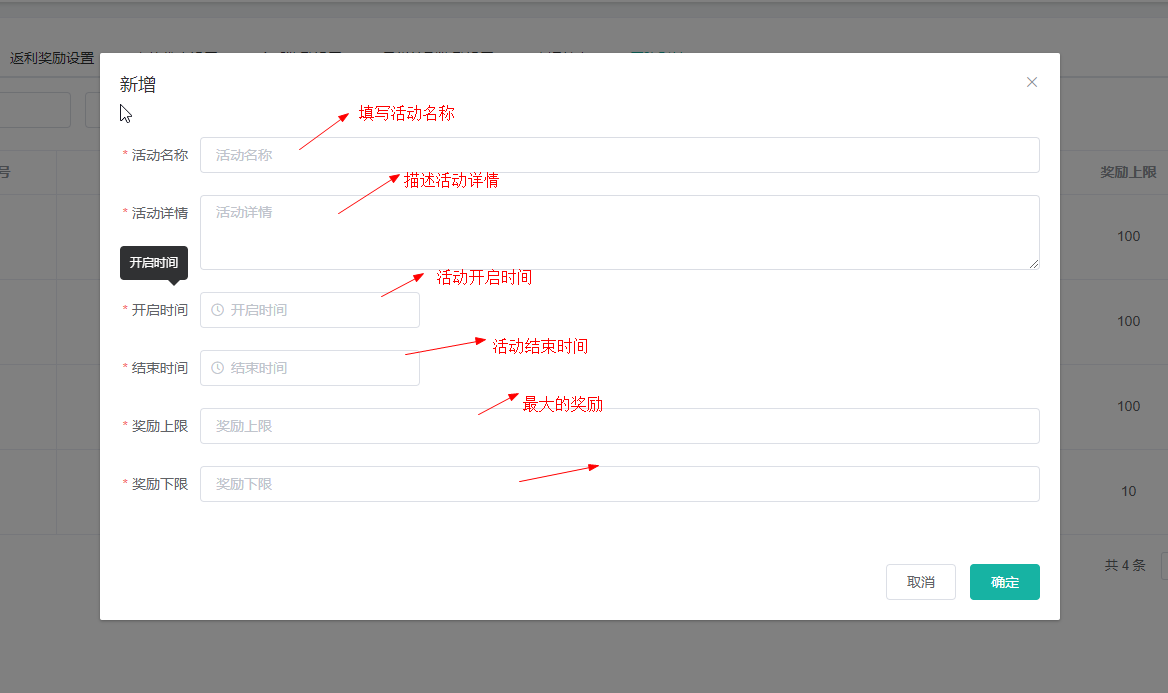 返利奖励设置
新增
填写活动名称
* 活动名称 活动名称
号
奖励上限
描述活动详情
* 活动详情 活动详情
100
开启时间
活动开启时间
* 开启时间 开启时间
100
活动结束时间
* 结束时间 结束时间
最大的奖励
100
* 奖励上限 奖励上限
* 奖励下限 奖励下限
10
共 4 条
取消 确定